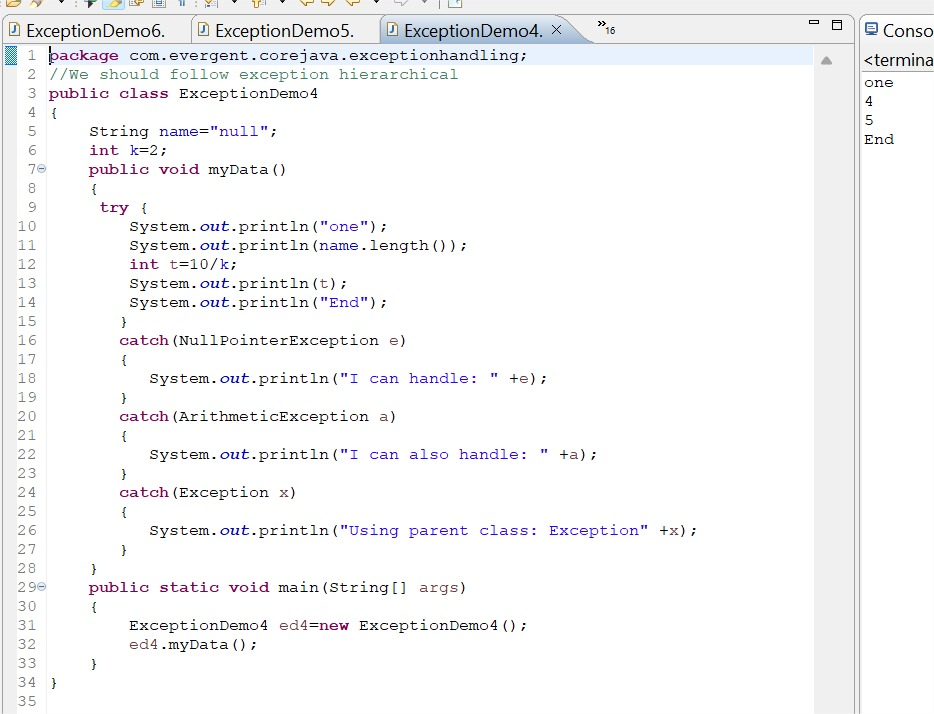 ExceptionDemo6. ExceptionDemo5. ExceptionDemo4. »16
1 package com.evergent.corejava.exceptionhandling;
2 //We should follow exception hierarchical
3 public class ExceptionDemo4
4 {
5     String name="null";
6     int k=2;
7     public void myData()
8     {
9      try {
10         System.out.println("one");
11         System.out.println(name.length());
12         int t=10/k;
13         System.out.println(t);
14         System.out.println("End");
15        }
16        catch(NullPointerException e)
17        {
18           System.out.println("I can handle: " +e);
19        }
20        catch(ArithmeticException a)
21        {
22           System.out.println("I can also handle: " +a);
23        }
24        catch(Exception x)
25        {
26           System.out.println("Using parent class: Exception" +x);
27        }
28     }
29     public static void main(String[] args)
30     {
31         ExceptionDemo4 ed4=new ExceptionDemo4();
32         ed4.myData();
33     }
34 }
35
Conso
<termina
one
4
5
End